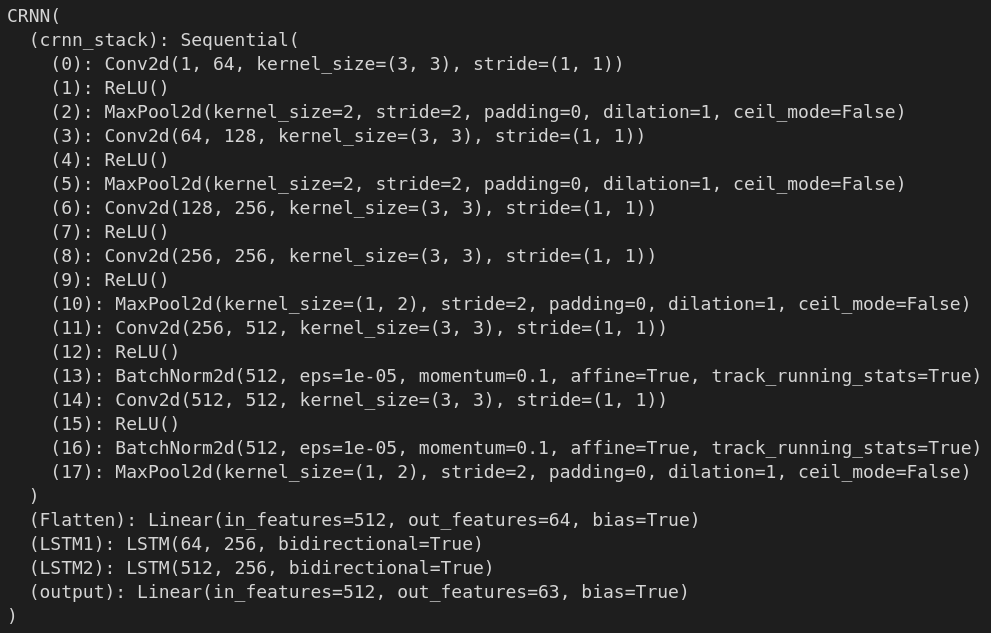 CRNN(
  (crnn_stack): Sequential(
    (0): Conv2d(1, 64, kernel_size=(3, 3), stride=(1, 1))
    (1): ReLU()
    (2): MaxPool2d(kernel_size=2, stride=2, padding=0, dilation=1, ceil_mode=False)
    (3): Conv2d(64, 128, kernel_size=(3, 3), stride=(1, 1))
    (4): ReLU()
    (5): MaxPool2d(kernel_size=2, stride=2, padding=0, dilation=1, ceil_mode=False)
    (6): Conv2d(128, 256, kernel_size=(3, 3), stride=(1, 1))
    (7): ReLU()
    (8): Conv2d(256, 256, kernel_size=(3, 3), stride=(1, 1))
    (9): ReLU()
    (10): MaxPool2d(kernel_size=(1, 2), stride=2, padding=0, dilation=1, ceil_mode=False)
    (11): Conv2d(256, 512, kernel_size=(3, 3), stride=(1, 1))
    (12): ReLU()
    (13): BatchNorm2d(512, eps=1e-05, momentum=0.1, affine=True, track_running_stats=True)
    (14): Conv2d(512, 512, kernel_size=(3, 3), stride=(1, 1))
    (15): ReLU()
    (16): BatchNorm2d(512, eps=1e-05, momentum=0.1, affine=True, track_running_stats=True)
    (17): MaxPool2d(kernel_size=(1, 2), stride=2, padding=0, dilation=1, ceil_mode=False)
  )
  (Flatten): Linear(in_features=512, out_features=64, bias=True)
  (LSTM1): LSTM(64, 256, bidirectional=True)
  (LSTM2): LSTM(512, 256, bidirectional=True)
  (output): Linear(in_features=512, out_features=63, bias=True)
)